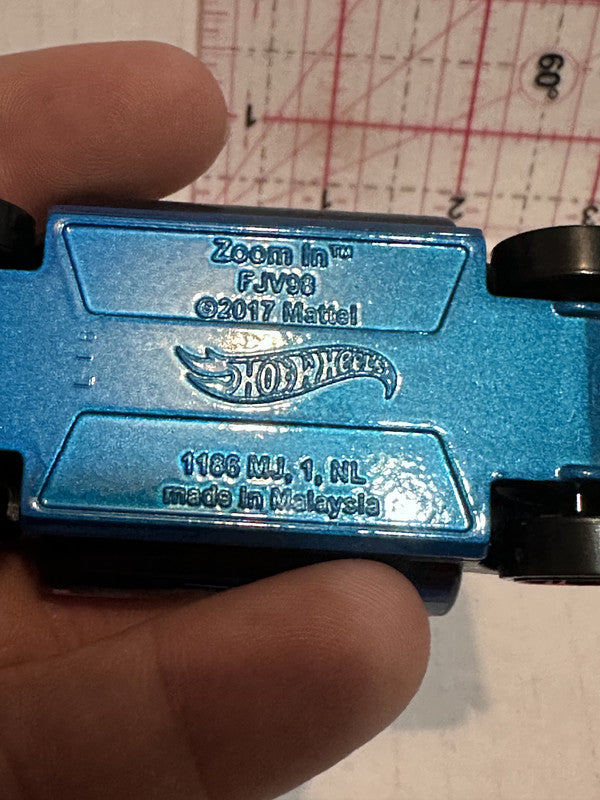 60°
1
2
3
Zoom In™
FJV98
©2017 Mattel
Hot Wheels
1186 MJ, 1, NL
made in Malaysia